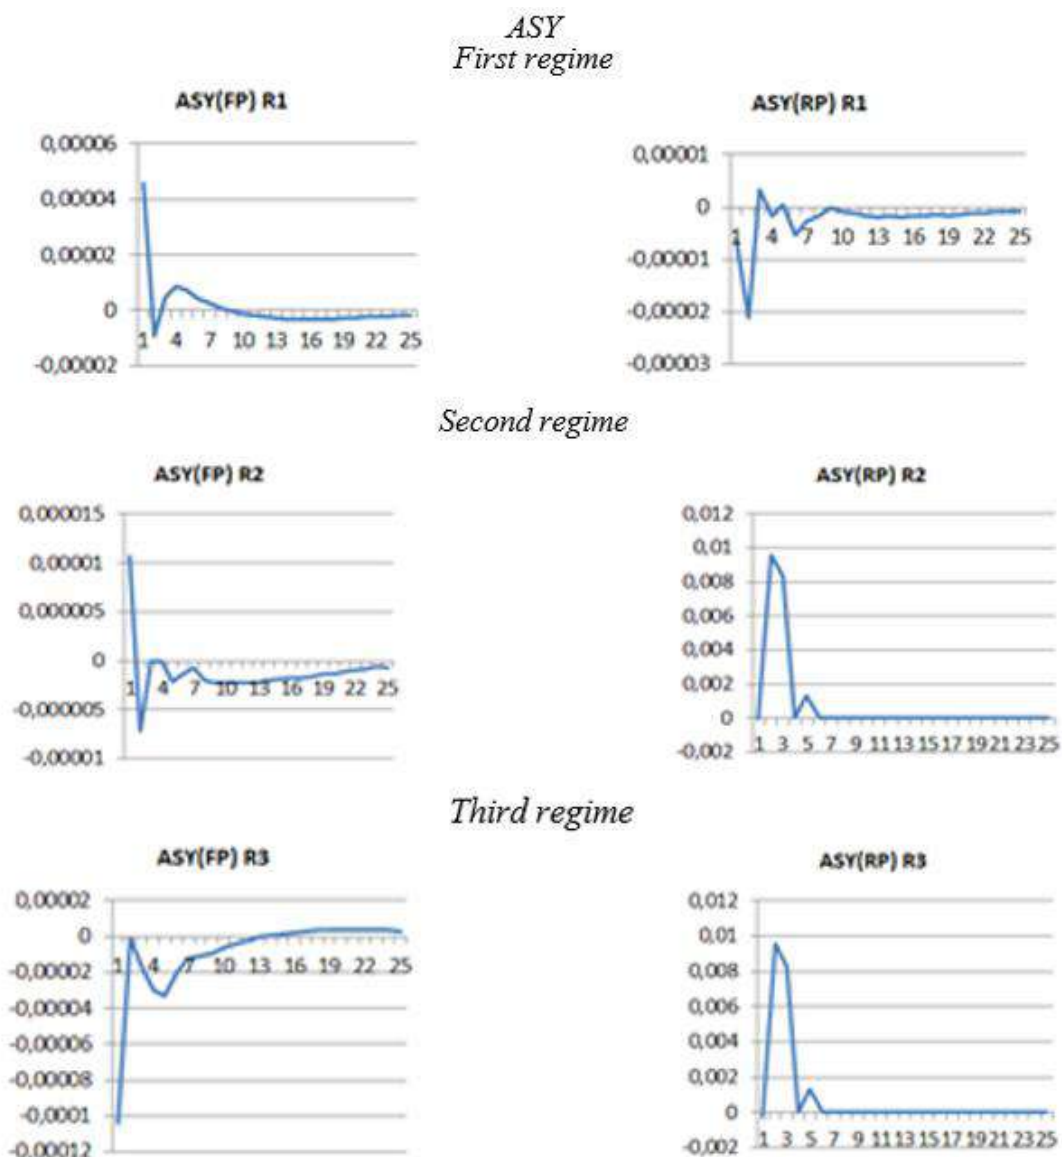 ASY
First regime
ASY(FP) R1
0,00006
0,00004
0,00002
0
-0,00002
1 4 7 10 13 16 19 22 25
ASY(RP) R1
0,00001
0
-0,00001
-0,00002
-0,00003
1 4 7 10 13 16 19 22 25
Second regime
ASY(FP) R2
0,000015
0,00001
0,000005
0
-0,000005
-0,00001
1 4 7 10 13 16 19 22 25
ASY(RP) R2
0,012
0,01
0,008
0,006
0,004
0,002
0
-0,002
1 3 5 7 9 11 13 15 17 19 21 23 25
Third regime
ASY(FP) R3
0,00002
0
-0,00002
-0,00004
-0,00006
-0,00008
-0,0001
-0,00012
1 4 7 10 13 16 19 22 25
ASY(RP) R3
0,012
0,01
0,008
0,006
0,004
0,002
0
-0,002
1 3 5 7 9 11 13 15 17 19 21 23 25